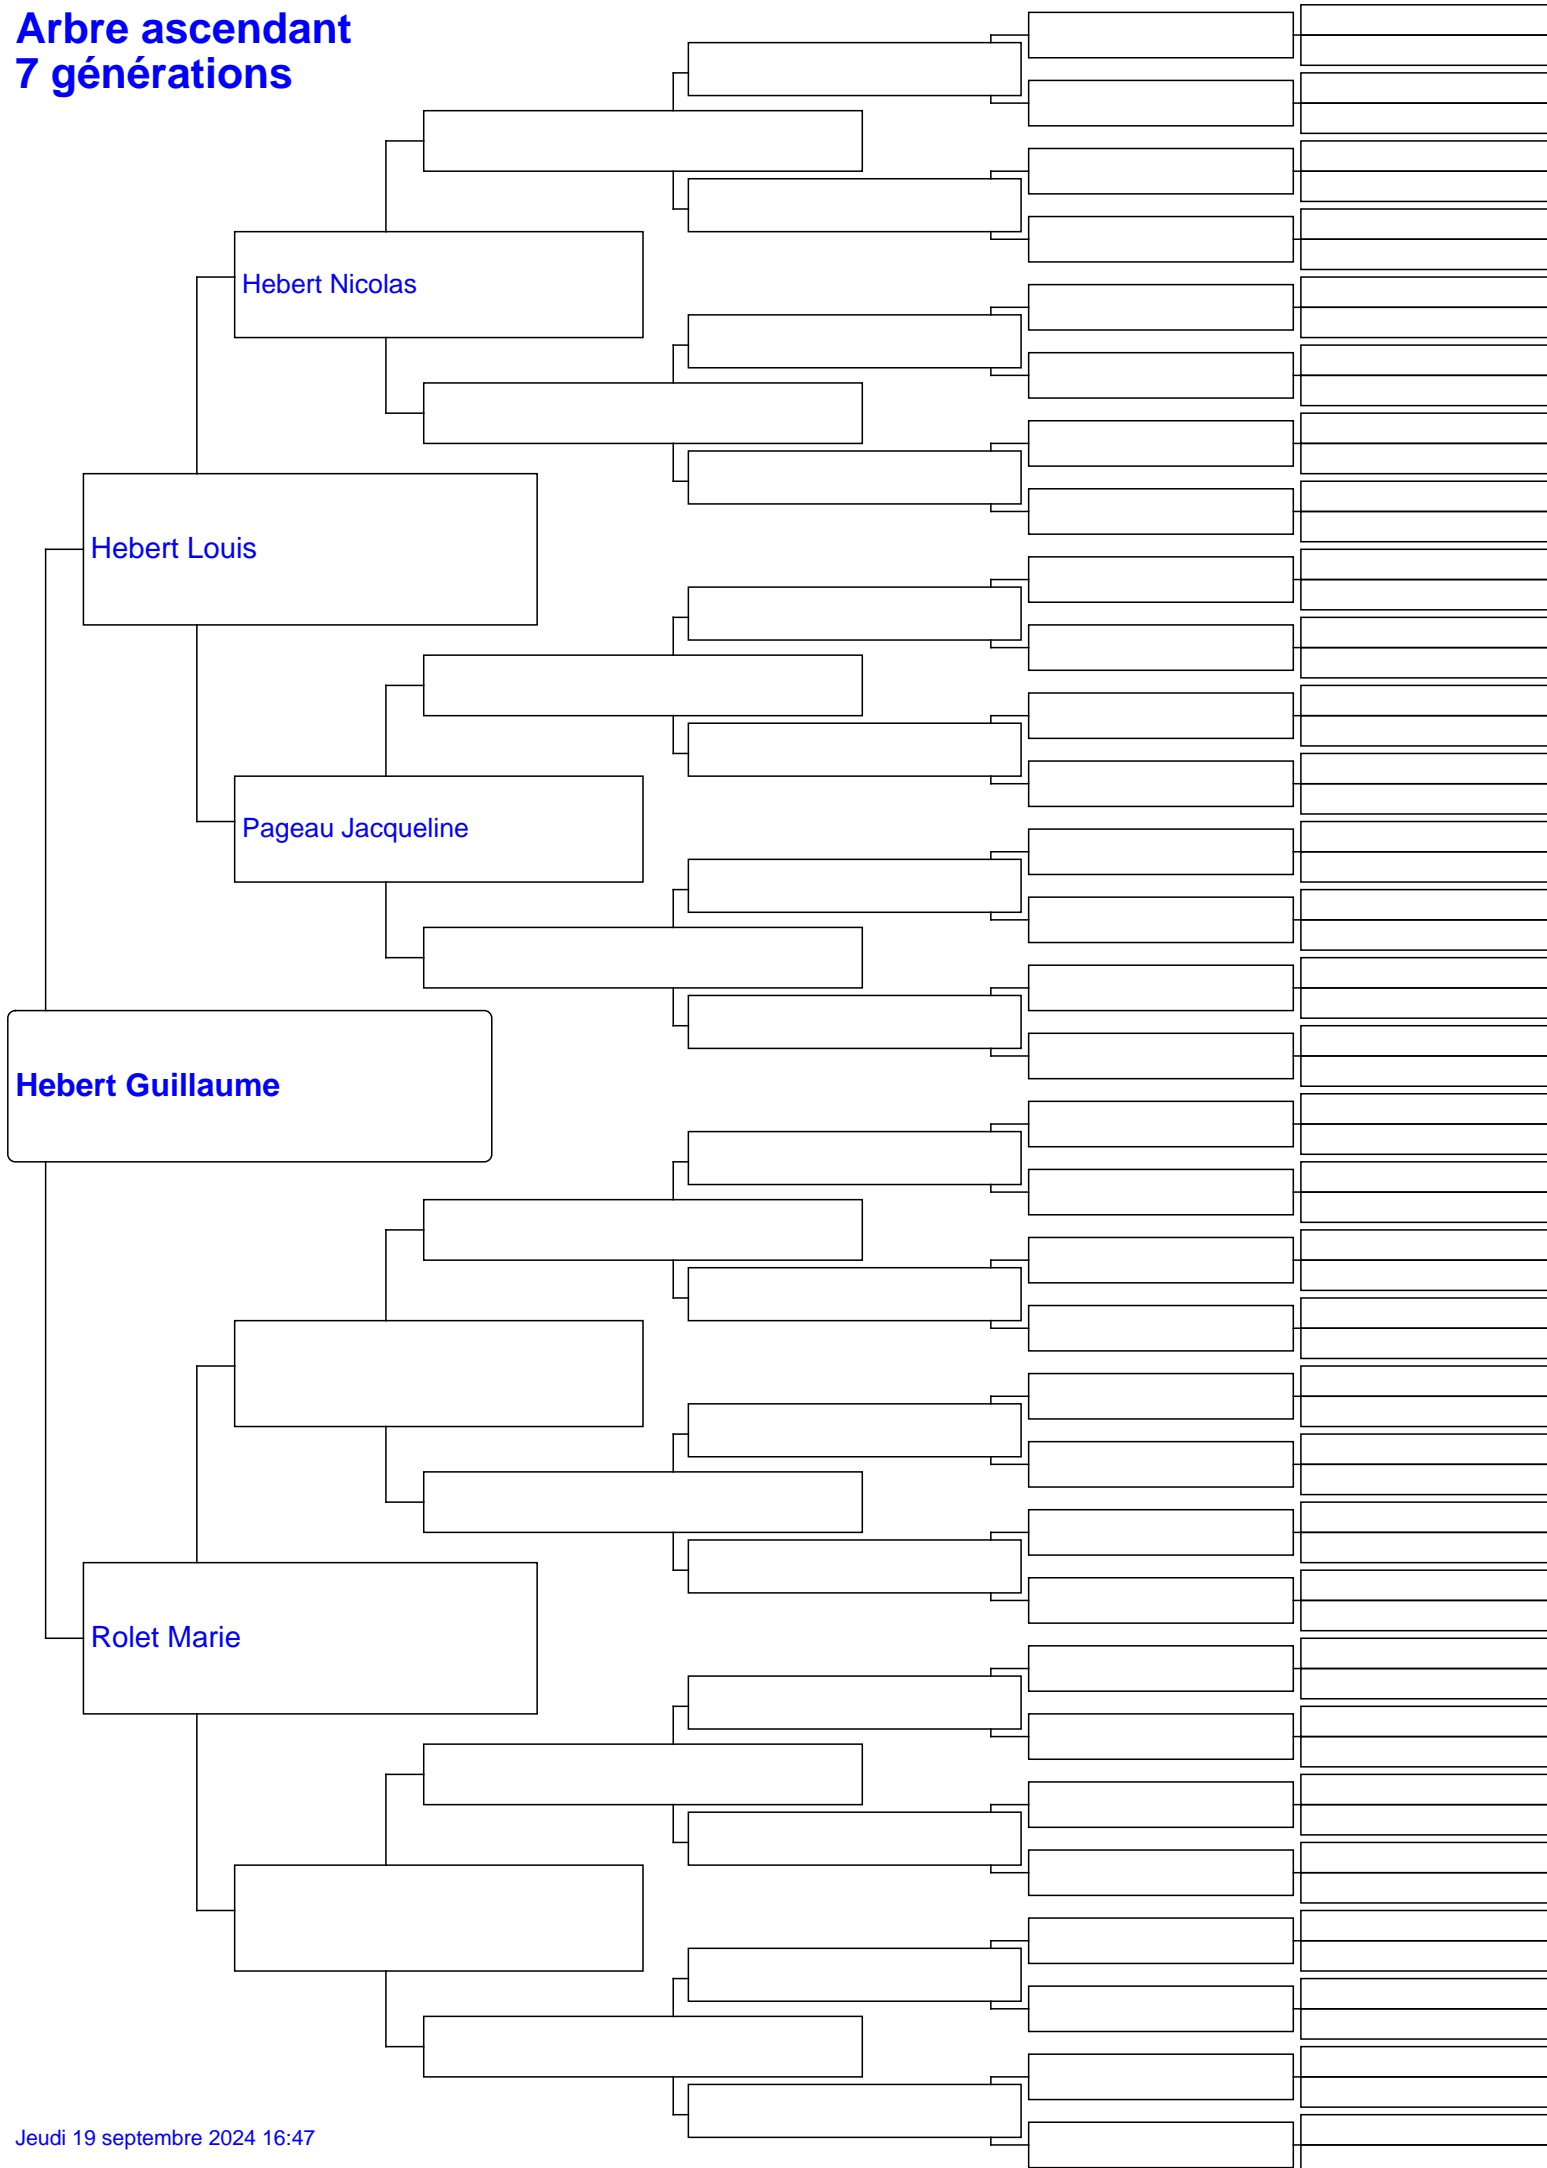 Arbre ascendant
7 générations
Hebert Nicolas
Hebert Louis
Pageau Jacqueline
Hebert Guillaume
Rolet Marie
Jeudi 19 septembre 2024 16:47